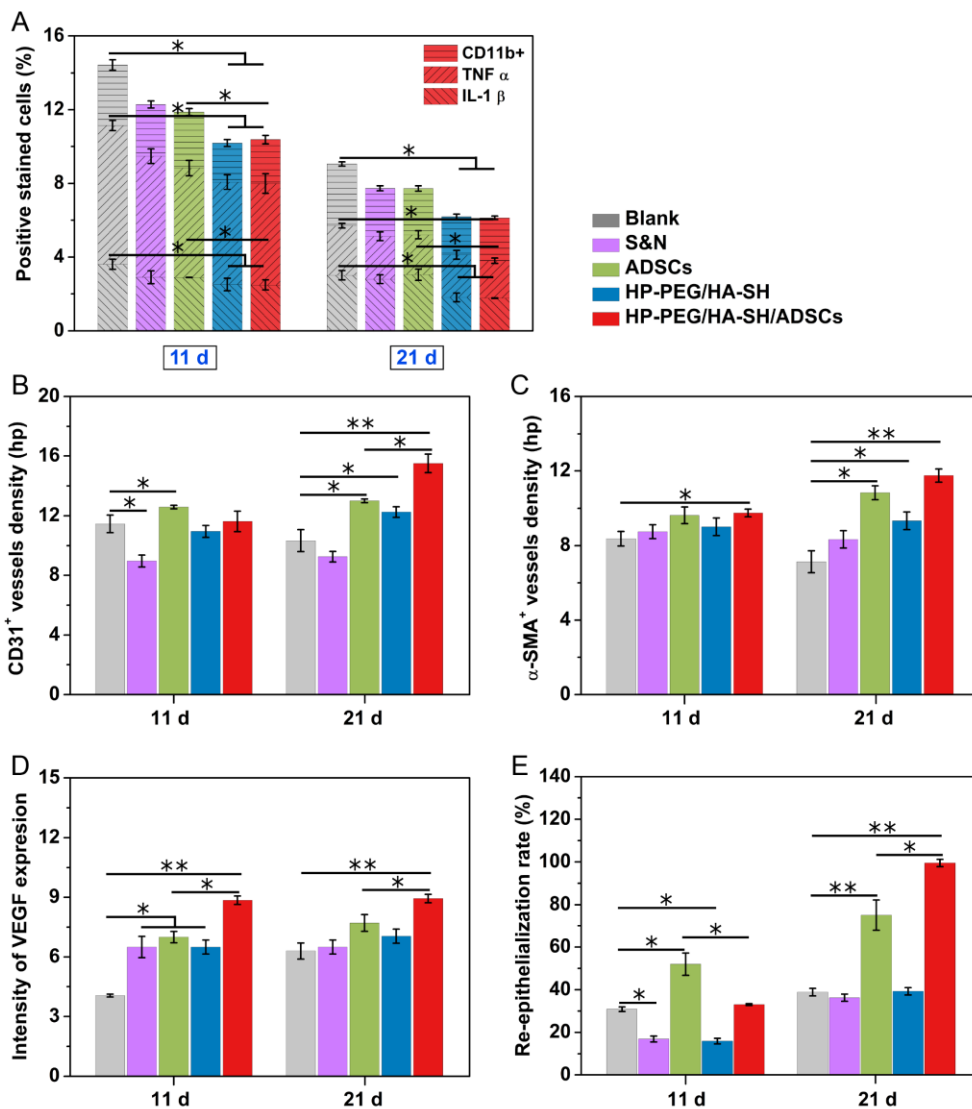 A
Positive stained cells (%)
16
12
8
4
0
*
*
*
*
*
*
*
*
*
CD11b+
TNF α
IL-1 β
11 d
21 d
Blank
S&N
ADSCs
HP-PEG/HA-SH
HP-PEG/HA-SH/ADSCs
B
CD31+ vessels density (hp)
20
16
12
8
4
0
*
*
**
*
*
*
11 d
21 d
C
α-SMA+ vessels density (hp)
16
12
8
4
0
*
**
*
*
11 d
21 d
D
Intensity of VEGF expresion
15
12
9
6
3
0
**
*
*
**
*
11 d
21 d
E
Re-epithelialization rate (%)
140
120
100
80
60
40
20
0
*
*
*
*
**
*
**
11 d
21 d